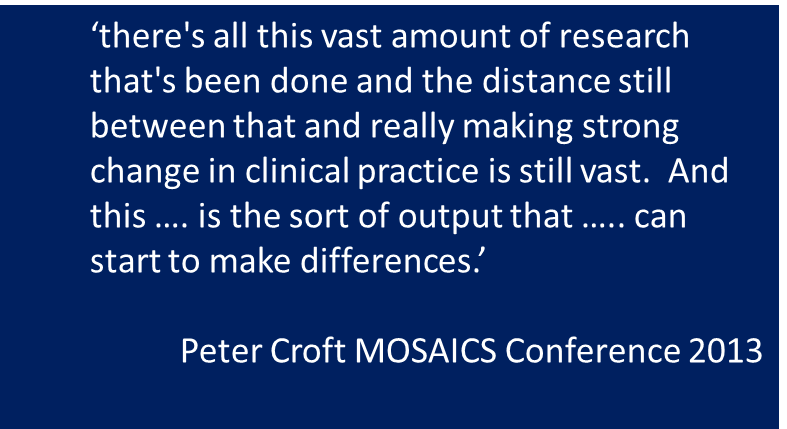 ‘there's all this vast amount of research
that's been done and the distance still
between that and really making strong
change in clinical practice is still vast.  And
this …. is the sort of output that ….. can
start to make differences.’
Peter Croft MOSAICS Conference 2013